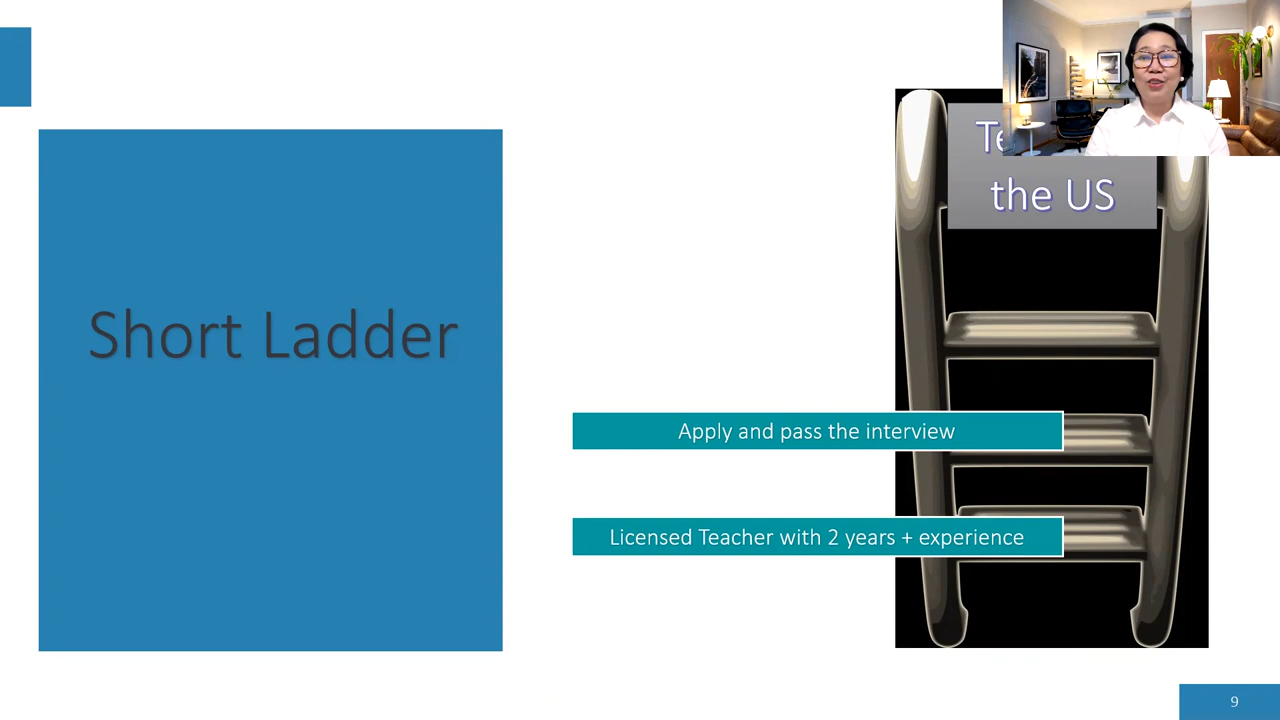 Short Ladder
the US
Apply and pass the interview
Licensed Teacher with 2 years + experience
9